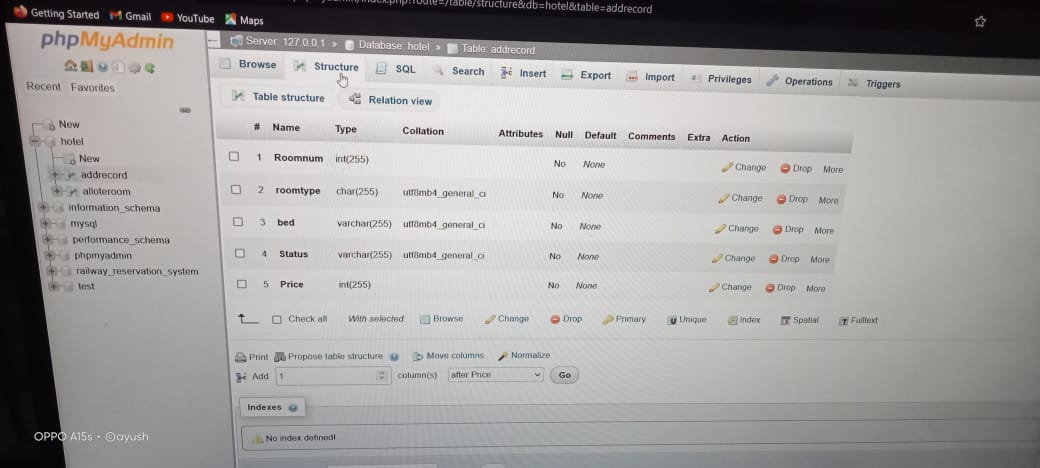 Getting Started Gmail YouTube Maps
/table/structure&db=hotel&table=addrecord
phpMyAdmin
Recent Favorites
New
hotel
New
addrecord
alloteroom
information_schema
mysql
performance_schema
phpmyadmin
railway_reservation_system
test
Server: 127.0.0.1 » Database: hotel » Table: addrecord
Browse Structure SQL Search Insert Export Import Privileges Operations Triggers
Table structure Relation view
# Name Type Collation Attributes Null Default Comments Extra Action
1 Roomnum int(255) No None Change Drop More
2 roomtype char(255) utf8mb4_general_ci No None Change Drop More
3 bed varchar(255) utf8mb4_general_ci No None Change Drop More
4 Status varchar(255) utf8mb4_general_ci No None Change Drop More
5 Price int(255) No None Change Drop More
Check all With selected: Browse Change Drop Primary Unique Index Spatial Fulltext
Print Propose table structure Move columns Normalize
Add 1 column(s) after Price Go
Indexes
No index defined!
OPPO A15s · ©ayush